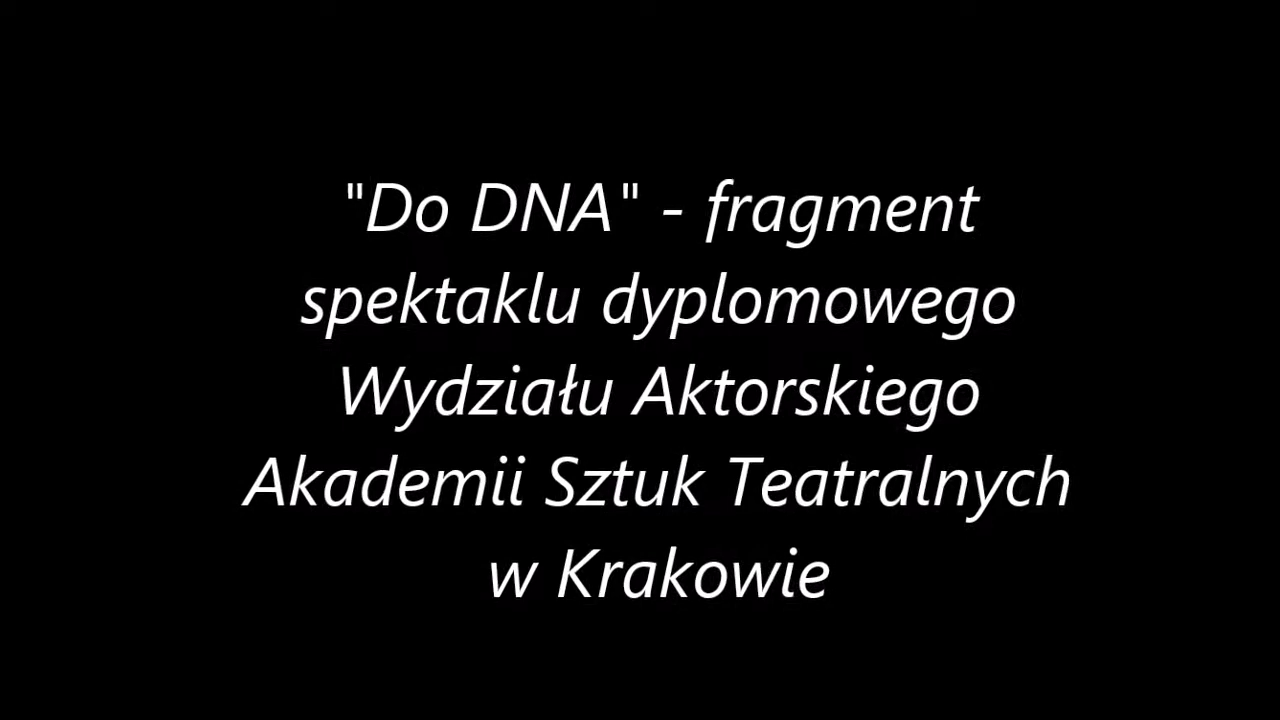 "Do DNA" - fragment
spektaklu dyplomowego
Wydziału Aktorskiego
Akademii Sztuk Teatralnych
w Krakowie